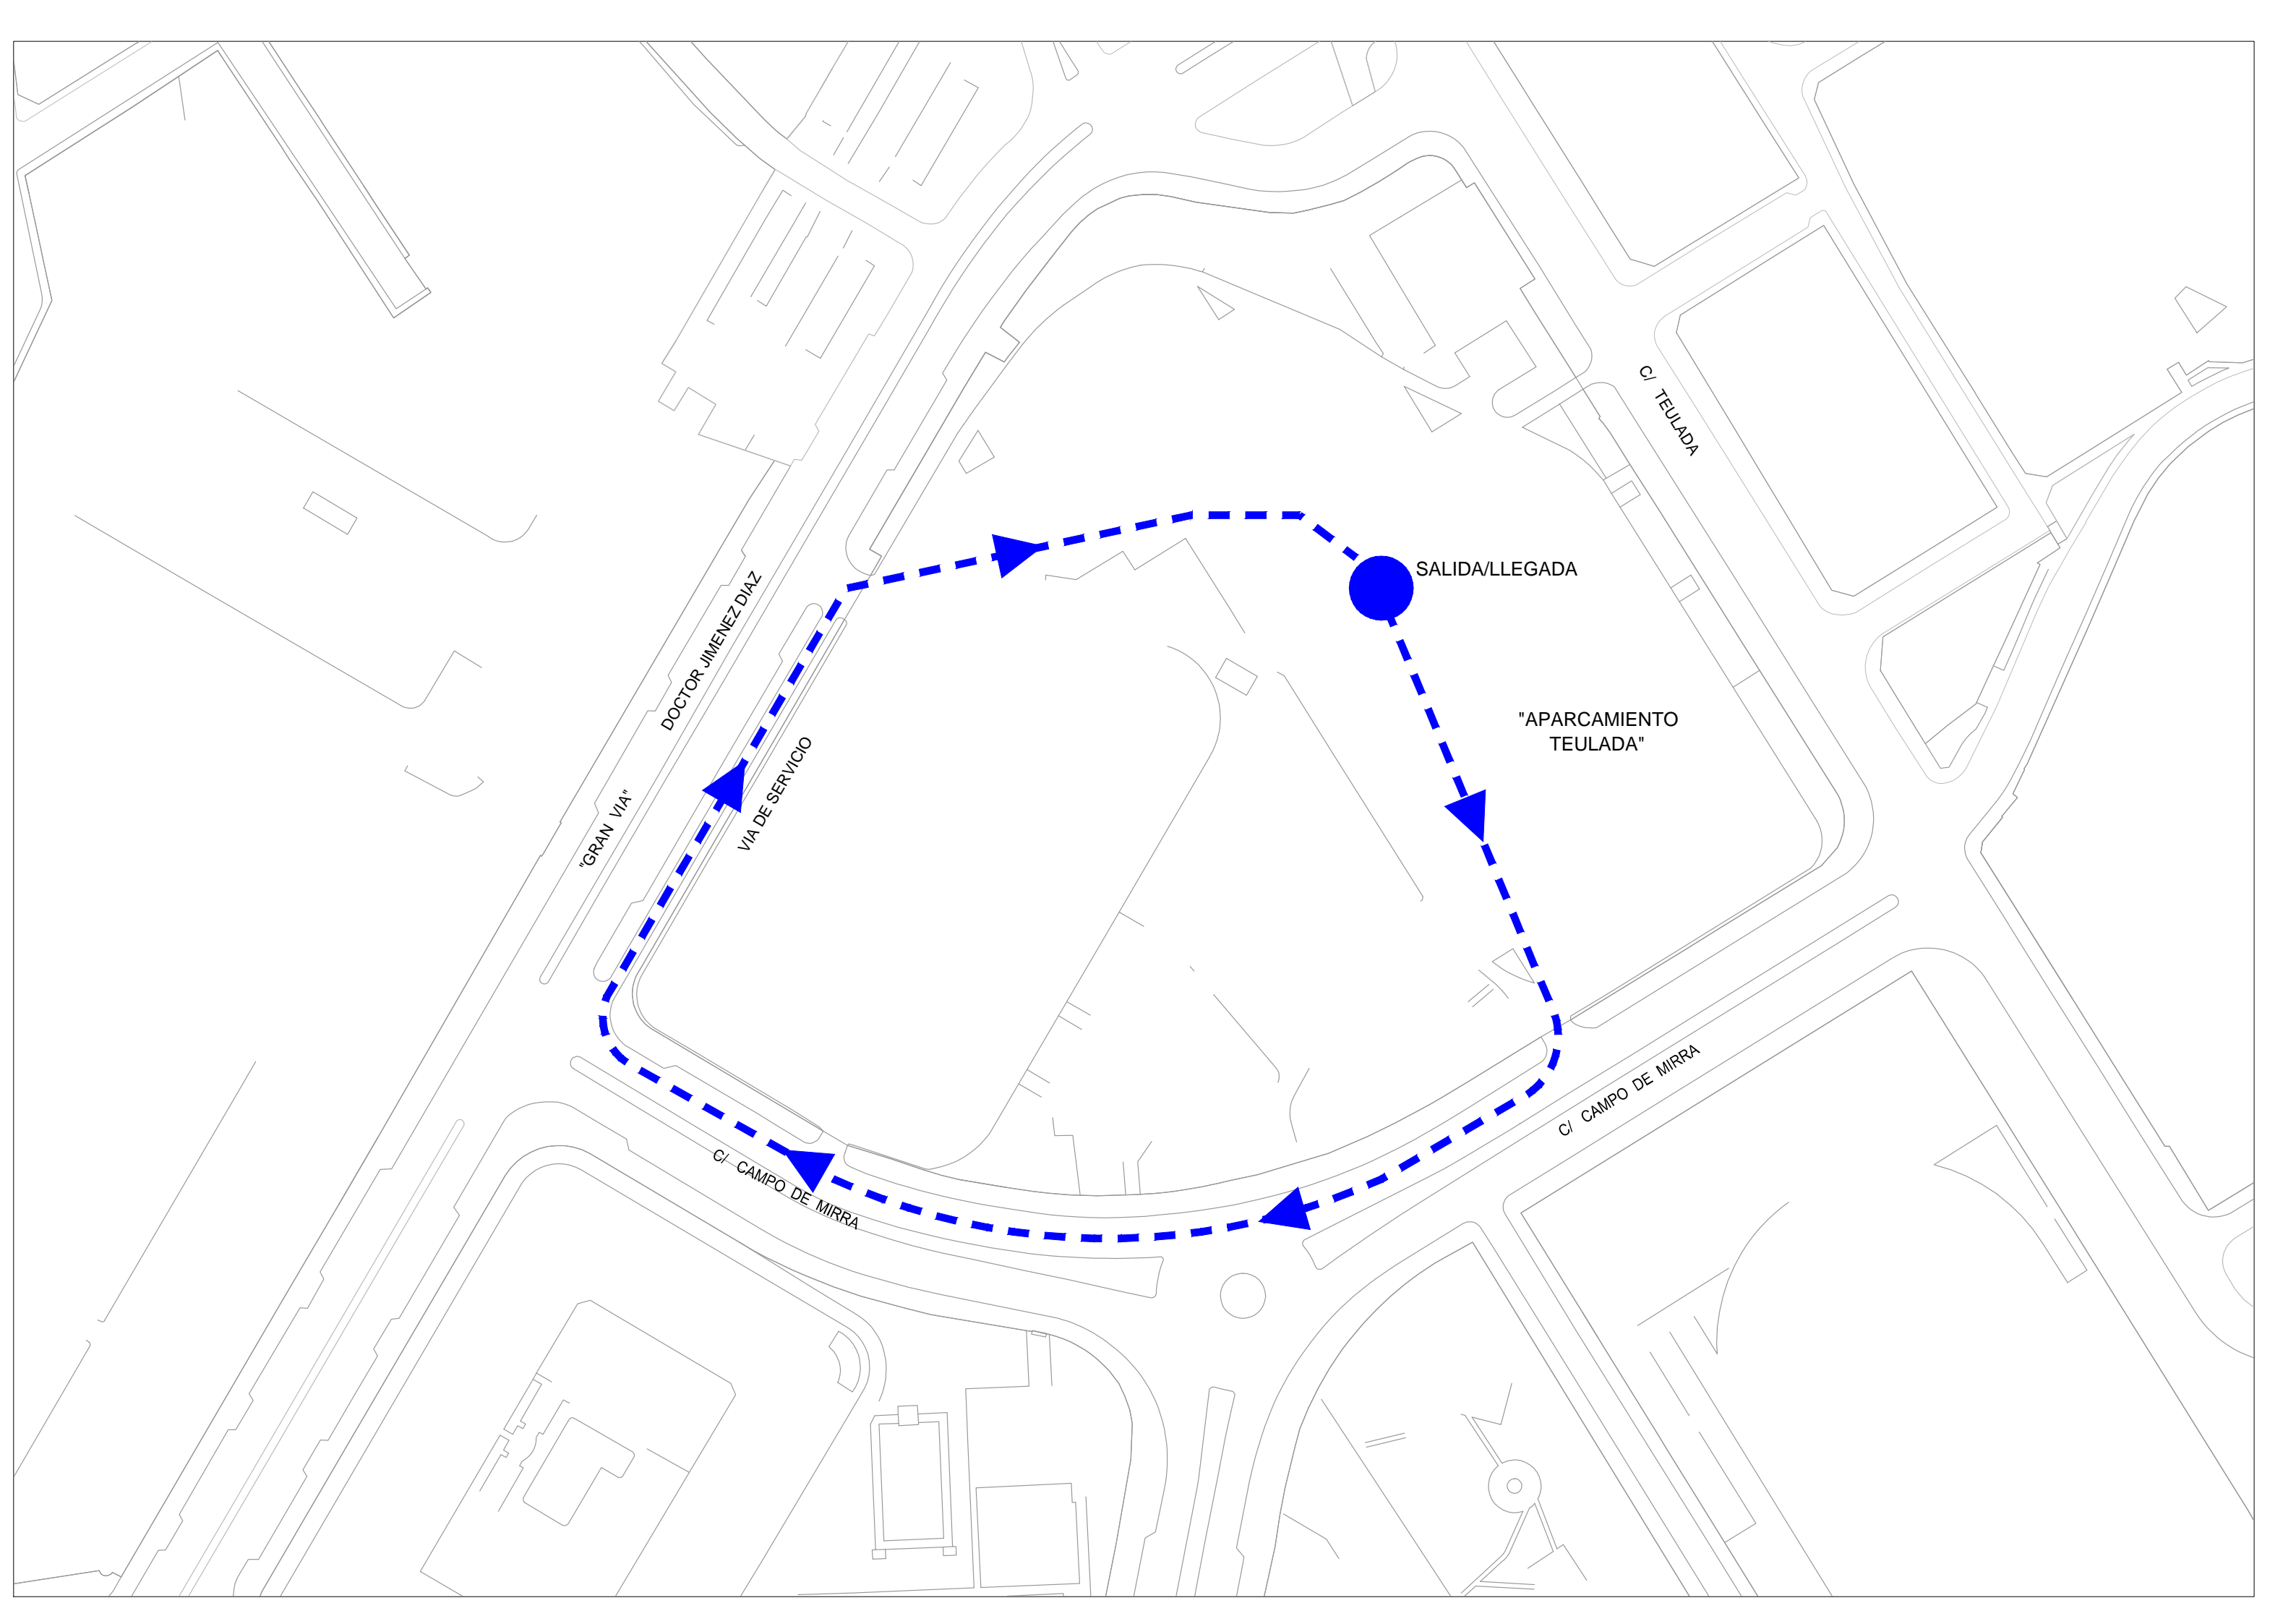 C/ TEULADA
SALIDA/LLEGADA
DOCTOR JIMENEZ DIAZ
"APARCAMIENTO
TEULADA"
VIA DE SERVICIO
"GRAN VIA"
C/ CAMPO DE MIRRA
C/ CAMPO DE MIRRA